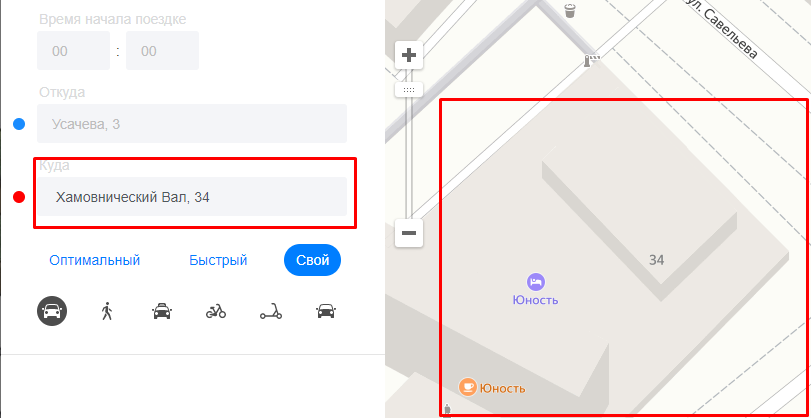 Время начала поездке
00 : 00
Откуда
Усачева, 3
Куда
Хамовнический Вал, 34
Оптимальный
Быстрый
Свой
ул. Савельева
34
Юность
Юность